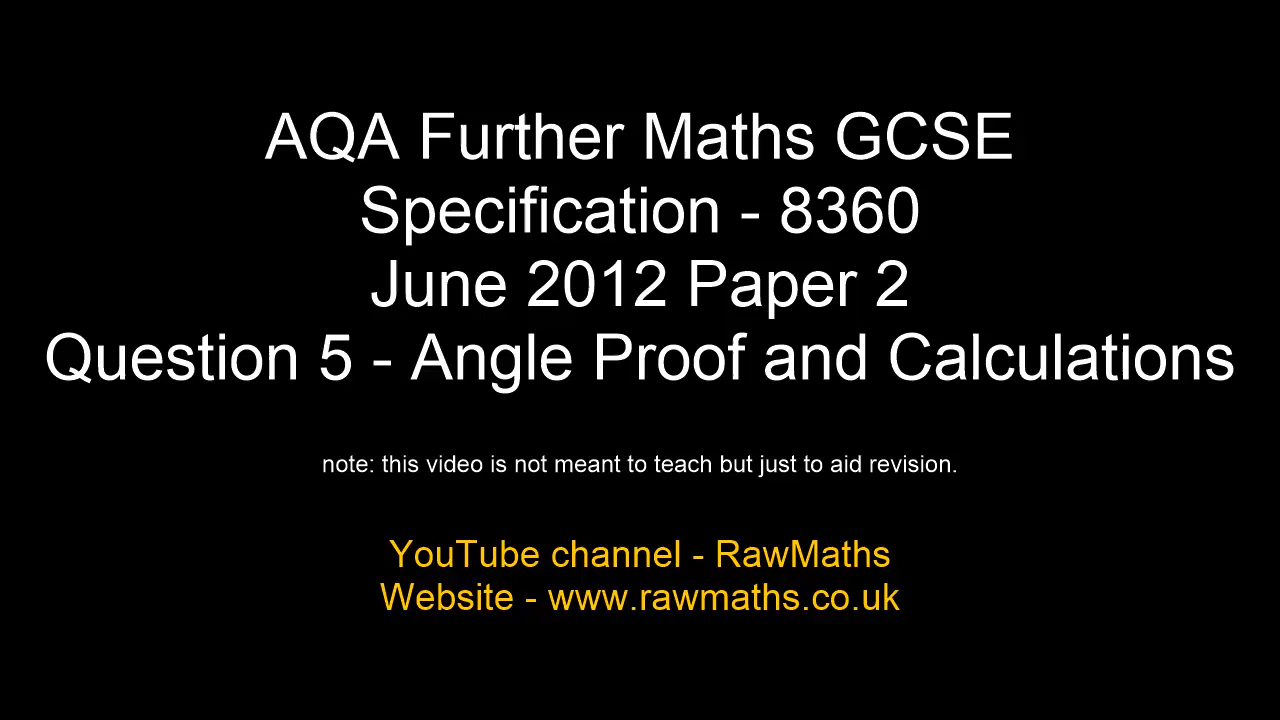 AQA Further Maths GCSE
Specification - 8360
June 2012 Paper 2
Question 5 - Angle Proof and Calculations
note: this video is not meant to teach but just to aid revision.
YouTube channel - RawMaths
Website - www.rawmaths.co.uk